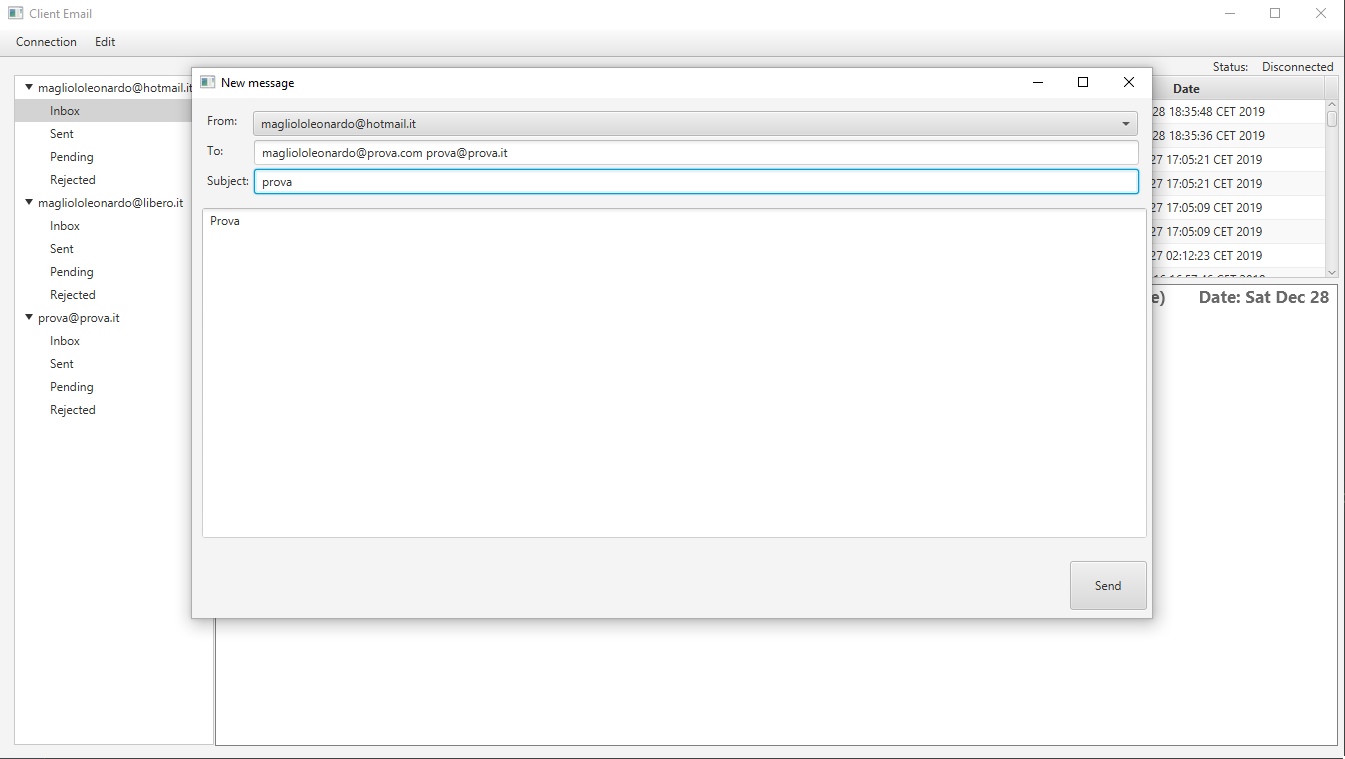 Client Email
Connection Edit
Status: Disconnected
magliololeonardo@hotmail.it
Inbox
Sent
Pending
Rejected
magliololeonardo@libero.it
Inbox
Sent
Pending
Rejected
prova@prova.it
Inbox
Sent
Pending
Rejected
New message
From: magliololeonardo@hotmail.it
To: magliololeonardo@prova.com prova@prova.it
Subject: prova
Prova
Send
Date
28 18:35:48 CET 2019
28 18:35:36 CET 2019
27 17:05:21 CET 2019
27 17:05:21 CET 2019
27 17:05:09 CET 2019
27 17:05:09 CET 2019
27 02:12:23 CET 2019
e) Date: Sat Dec 28